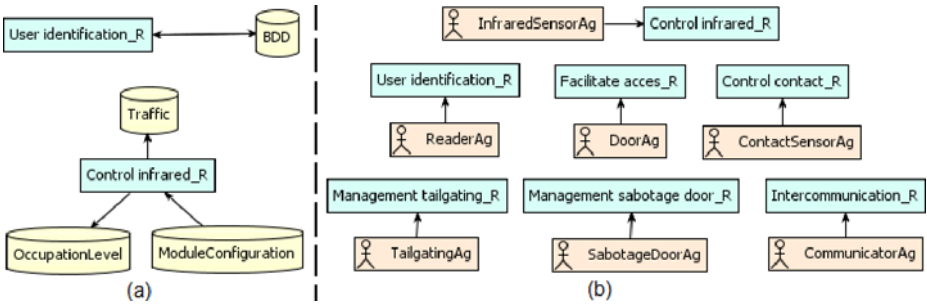 User identification_R
BDD
Traffic
Control infrared_R
OccupationLevel
ModuleConfiguration
(a)
InfraredSensorAg
Control infrared_R
User identification_R
Facilitate acces_R
Control contact_R
ReaderAg
DoorAg
ContactSensorAg
Management tailgating_R
Management sabotage door_R
Intercommunication_R
TailgatingAg
SabotageDoorAg
CommunicatorAg
(b)